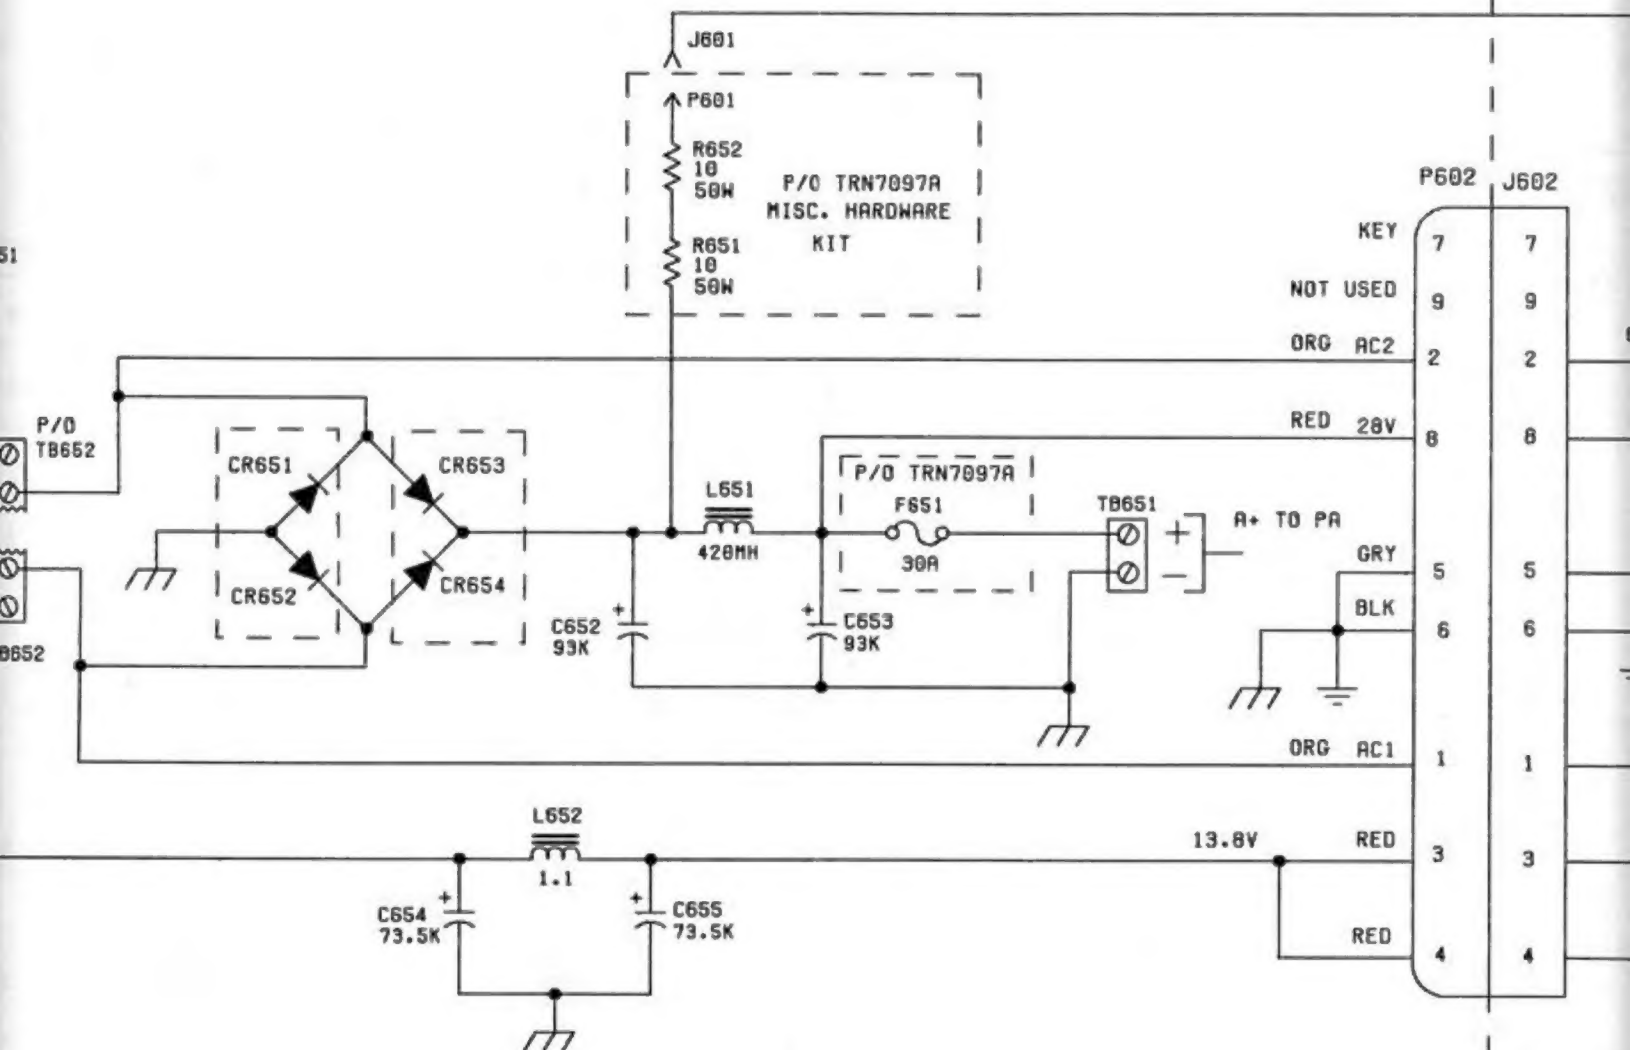 J601
P601
R652
10
50W
P/O TRN7097A
MISC. HARDWARE
KIT
R651
10
50W
P602 J602
KEY 7 7
NOT USED 9 9
ORG AC2 2 2
RED 28V 8 8
51
P/O
TB652
CR651
CR653
P/O TRN7097A
L651
F651
TB651
+
A+ TO PA
420MH
30A
-
GRY 5 5
BLK 6 6
CR652
CR654
+
C652
93K
+
C653
93K
B652
ORG AC1 1 1
L652
1.1
13.8V RED 3 3
+
C654
73.5K
+
C655
73.5K
RED 4 4